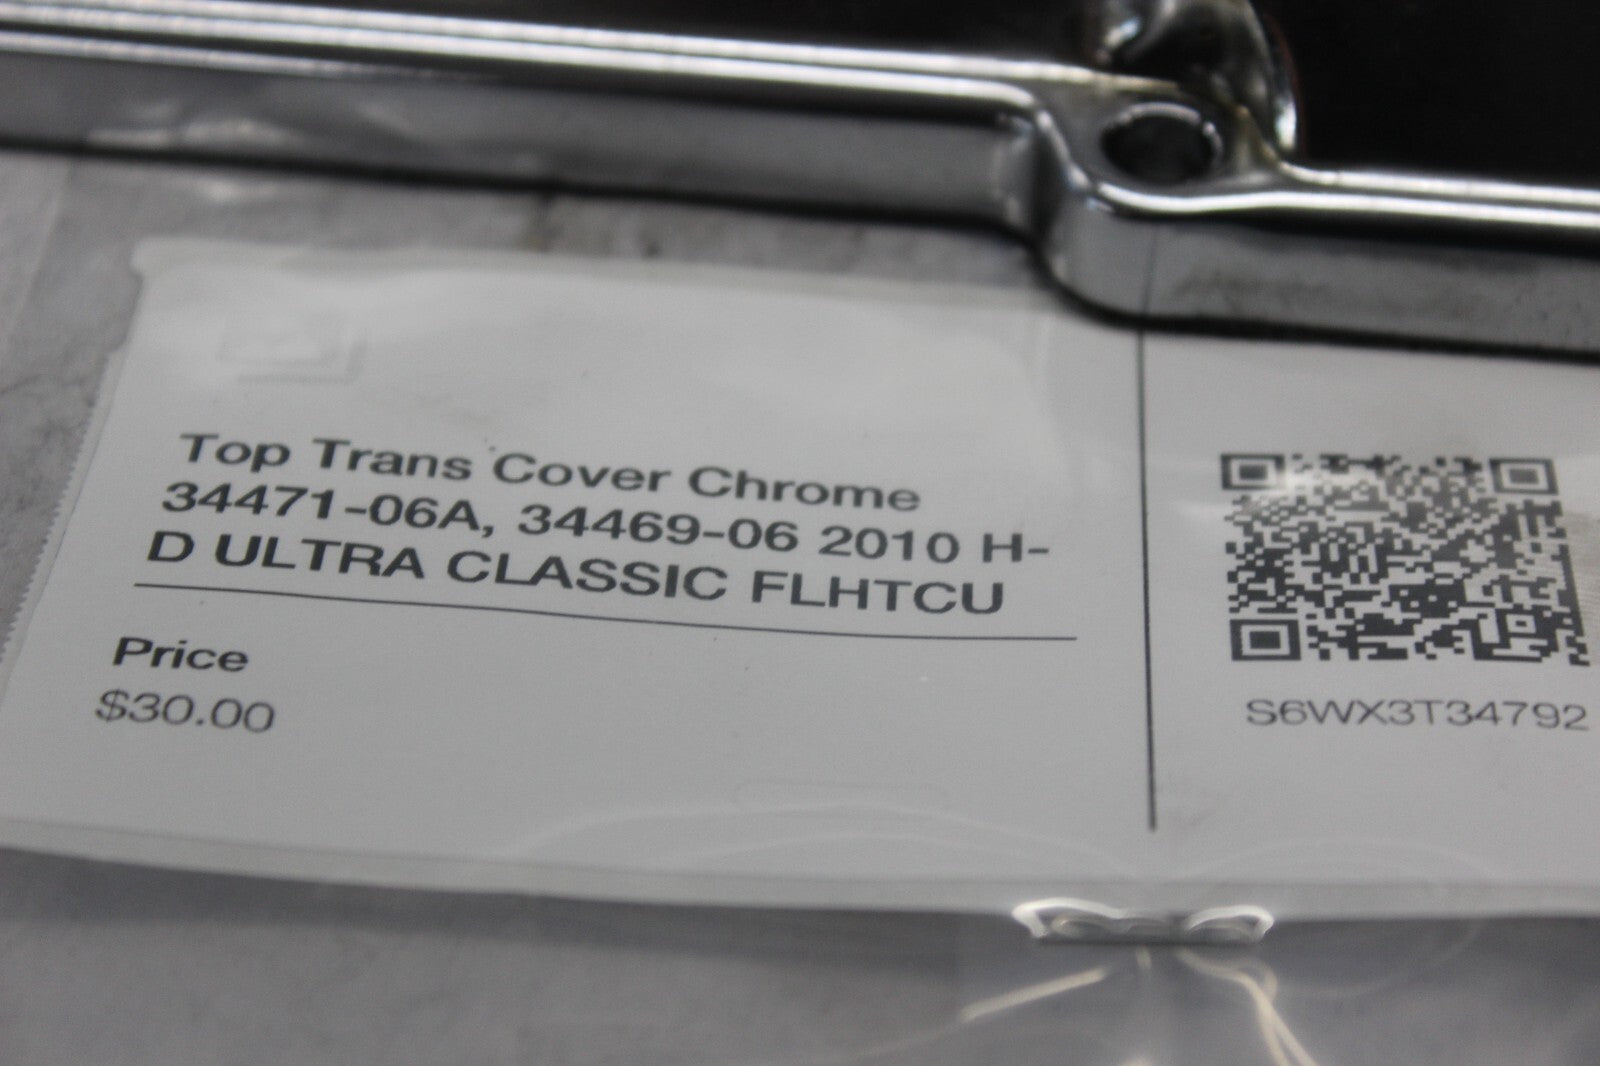 Top Trans Cover Chrome
34471-06A, 34469-06 2010 H-
D ULTRA CLASSIC FLHTCU
Price
$30.00
S6WX3T34792